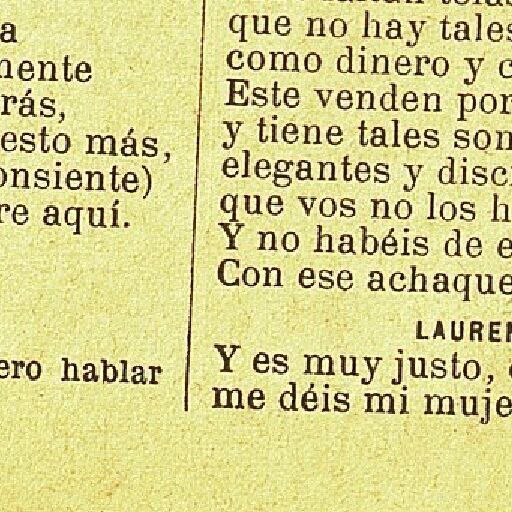 a
mente
rás,
esto más,
onsiente)
re aquí.
ero hablar
que no hay tales
como dinero y c
Este venden por
y tiene tales son
elegantes y disc
que vos no los h
Y no habéis de e
Con ese achaque
LAUREN
Y es muy justo,
me déis mi muje